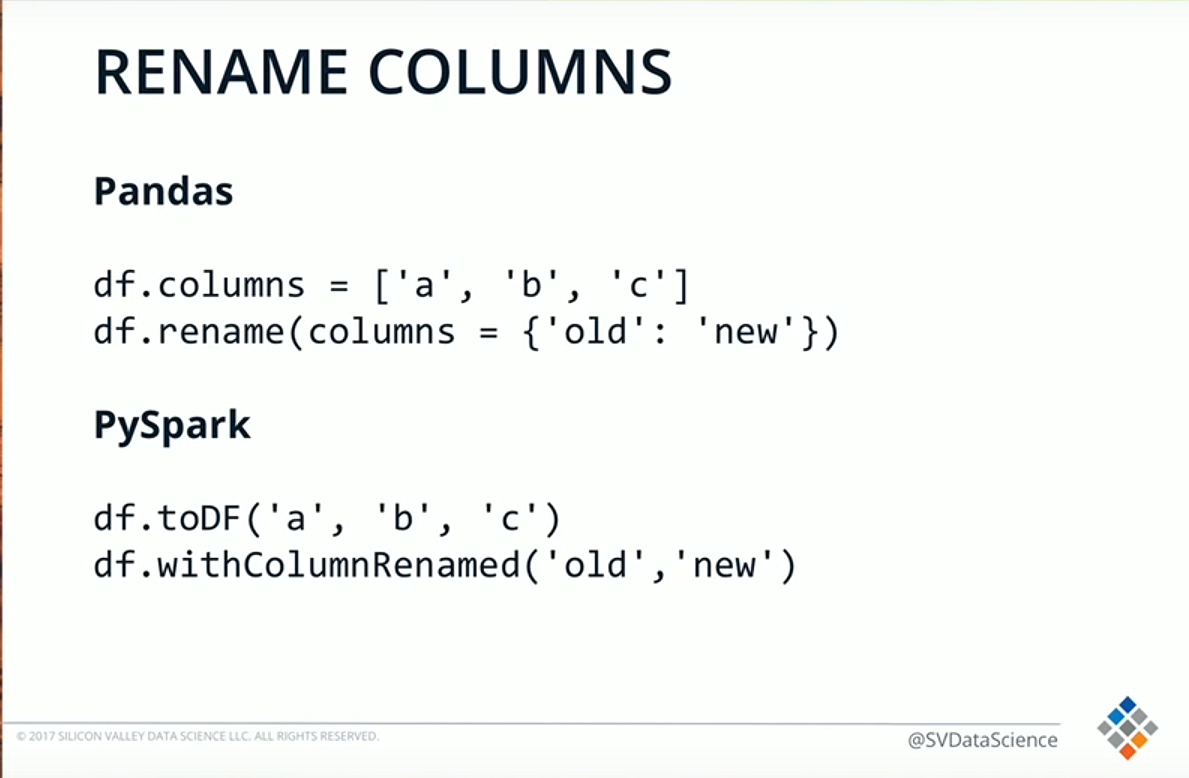 RENAME COLUMNS
Pandas
df.columns = ['a', 'b', 'c']
df.rename(columns = {'old': 'new'})
PySpark
df.toDF('a', 'b', 'c')
df.withColumnRenamed('old','new')
© 2017 SILICON VALLEY DATA SCIENCE LLC. ALL RIGHTS RESERVED.
@SVDataScience